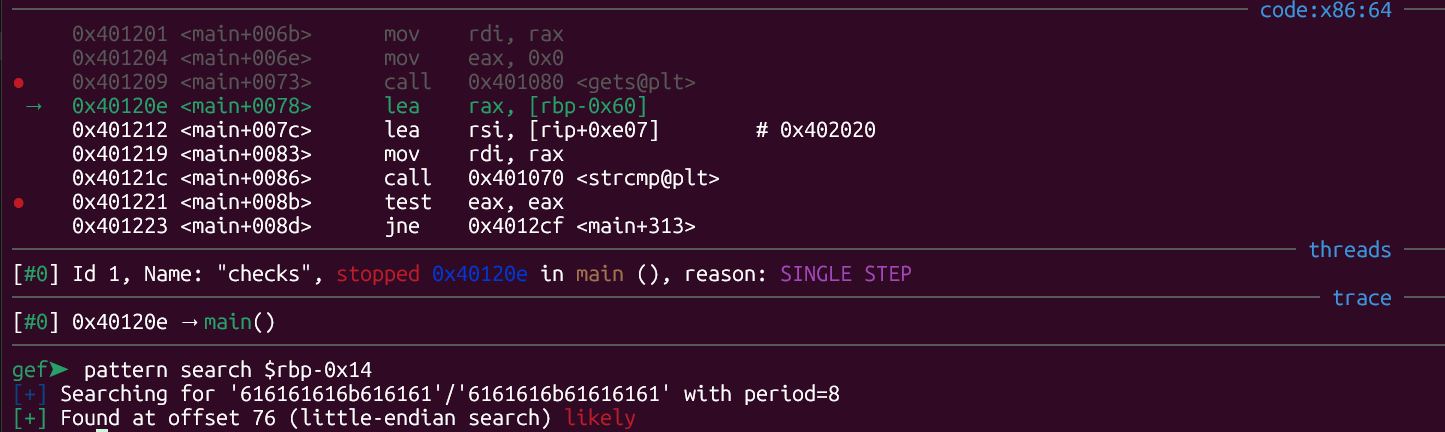 code:x86:64
0x401201 <main+006b> mov rdi, rax
0x401204 <main+006e> mov eax, 0x0
0x401209 <main+0073> call 0x401080 <gets@plt>
→ 0x40120e <main+0078> lea rax, [rbp-0x60]
0x401212 <main+007c> lea rsi, [rip+0xe07] # 0x402020
0x401219 <main+0083> mov rdi, rax
0x40121c <main+0086> call 0x401070 <strcmp@plt>
0x401221 <main+008b> test eax, eax
0x401223 <main+008d> jne 0x4012cf <main+313>
threads
[#0] Id 1, Name: "checks", stopped 0x40120e in main (), reason: SINGLE STEP
trace
[#0] 0x40120e → main()
gef➤ pattern search $rbp-0x14
[+] Searching for '616161616b616161'/'6161616b61616161' with period=8
[+] Found at offset 76 (little-endian search) likely